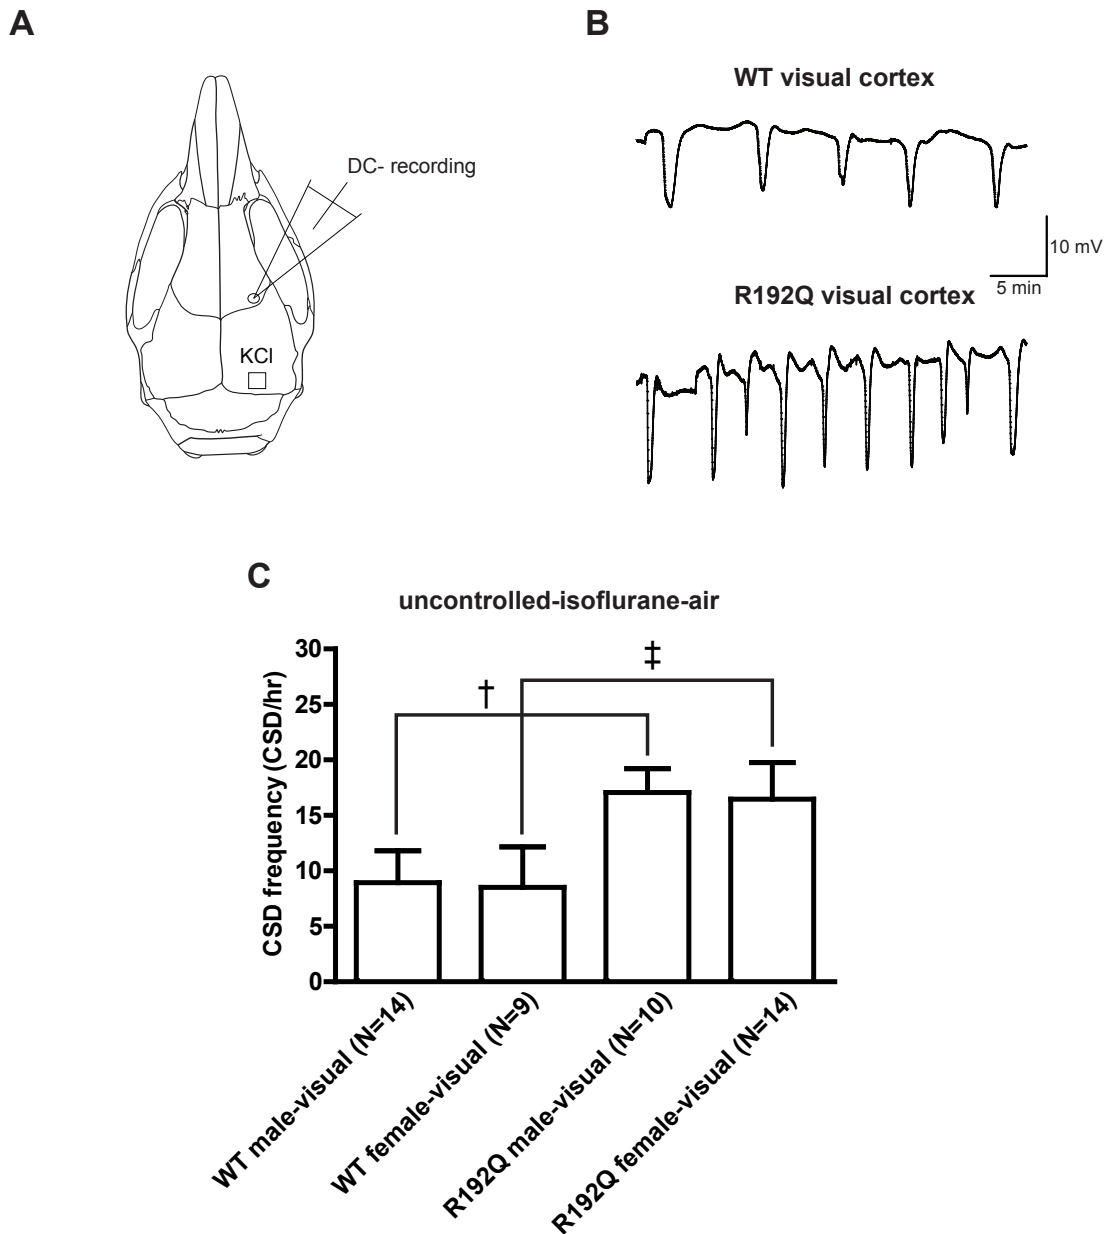 A
DC- recording
KCl
B
WT visual cortex
10 mV
5 min
R192Q visual cortex
C
uncontrolled-isoflurane-air
CSD frequency (CSD/hr)
30
25
20
15
10
5
0
†
‡
WT male-visual (N=14)
WT female-visual (N=9)
R192Q male-visual (N=10)
R192Q female-visual (N=14)